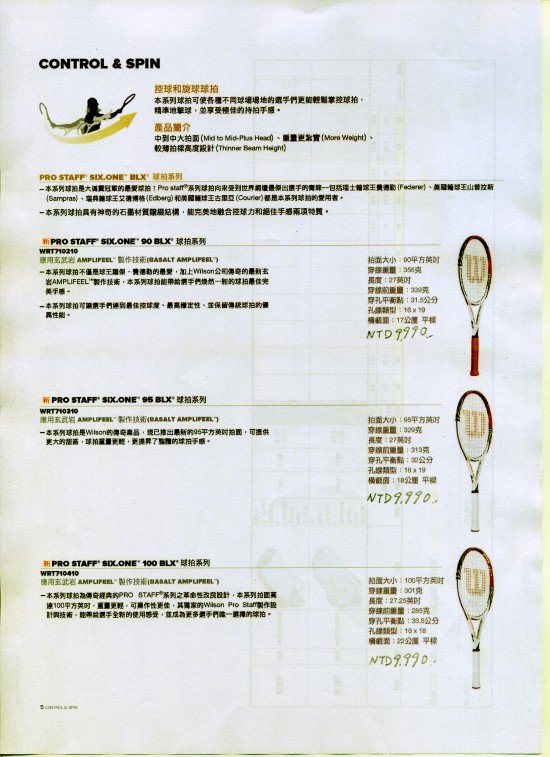 CONTROL & SPIN
控球和旋球球拍
本系列球拍可使各種不同球場場地的選手們更能輕鬆掌控球拍，
精準地擊球，並享受極佳的持拍手感。
產品簡介
中到中大拍面 (Mid to Mid-Plus Head)、重量更紮實 (More Weight)、
較薄拍樑高度設計 (Thinner Beam Height)
PRO STAFF® SIX.ONE™ BLX® 球拍系列
– 本系列球拍是大滿貫冠軍的最愛球拍！Pro staff®系列球拍向來受到世界網壇最傑出選手的青睞—包括瑞士籍球王費德勒 (Federer)、美國籍球王山普拉斯
(Sampras)、瑞典籍球王艾德博格 (Edberg) 和美國籍球王古里亞 (Courier) 都是本系列球拍的愛用者。
– 本系列球拍具有神奇的石墨材質鑲織結構，能完美地融合控球力和絕佳手感兩項特質。
新 PRO STAFF® SIX.ONE™ 90 BLX® 球拍系列
WRT710210
應用玄武岩 AMPLIFEEL™ 製作技術(BASALT AMPLIFEEL™)
– 本系列球拍不僅是球王羅傑．費德勒的最愛，加上Wilson公司傳奇的最新玄
岩AMPLIFEEL™製作技術，本系列球拍能帶給選手們煥然一新的球拍最佳完
美手感。
– 本系列球拍可讓選手們達到最佳控球度、最高穩定性、並保留傳統球拍的優
異性能。
拍面大小：90平方英吋
穿線重量：355克
長度：27英吋
穿線前重量：339克
穿孔平衡點：31.5公分
孔線類型：16 x 19
橫截面：17公厘 平樑
NTD 9,990.-
新 PRO STAFF® SIX.ONE™ 95 BLX® 球拍系列
WRT710310
應用玄武岩 AMPLIFEEL™ 製作技術(BASALT AMPLIFEEL™)
– 本系列球拍是Wilson的傳奇產品，現已推出最新的95平方英吋拍面，可提供
更大的甜區，球拍重量更輕，更提昇了整體的球拍手感。
拍面大小：95平方英吋
穿線重量：329克
長度：27英吋
穿線前重量：313克
穿孔平衡點：32公分
孔線類型：16 x 19
橫截面：18公厘 平樑
NTD 9,990.-
新 PRO STAFF® SIX.ONE™ 100 BLX® 球拍系列
WRT710410
應用玄武岩 AMPLIFEEL™ 製作技術(BASALT AMPLIFEEL™)
– 本系列球拍為傳奇經典的PRO STAFF®系列之革命性改良設計，本系列拍面高
達100平方英吋，重量更輕，可操作性更佳，其獨家的Wilson Pro Staff製作設
計與技術，能帶給選手全新的使用感受，並成為更多選手們唯一選擇的球拍。
拍面大小：100平方英吋
穿線重量：301克
長度：27.25英吋
穿線前重量：285克
穿孔平衡點：33.5公分
孔線類型：16 x 18
橫截面：22公厘 平樑
NTD 9,990.-
5 CONTROL & SPIN